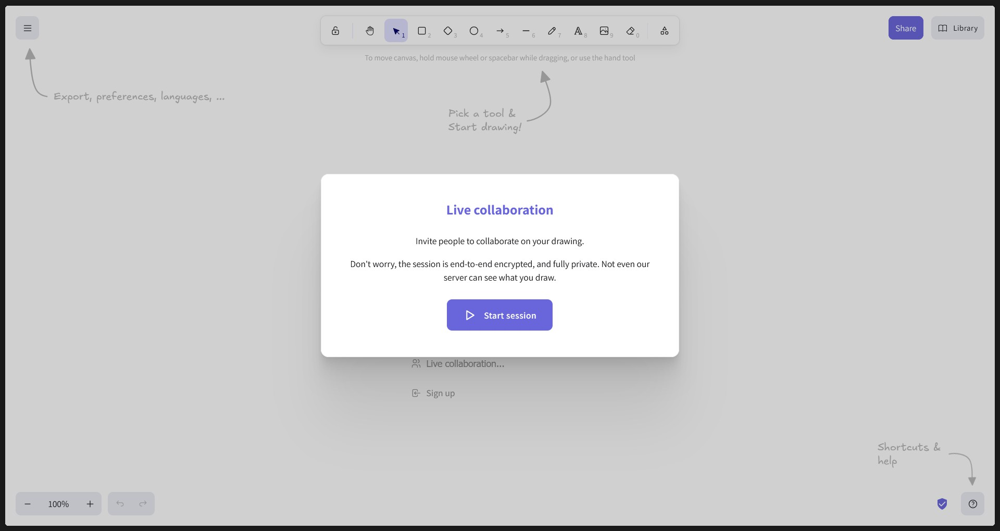 1 2 3 4 5 6 7 8 9 0
Share
Library
To move canvas, hold mouse wheel or spacebar while dragging, or use the hand tool
Export, preferences, languages, ...
Pick a tool &
Start drawing!
Live collaboration
Invite people to collaborate on your drawing.
Don't worry, the session is end-to-end encrypted, and fully private. Not even our
server can see what you draw.
Start session
Live collaboration...
Sign up
Shortcuts &
help
100%